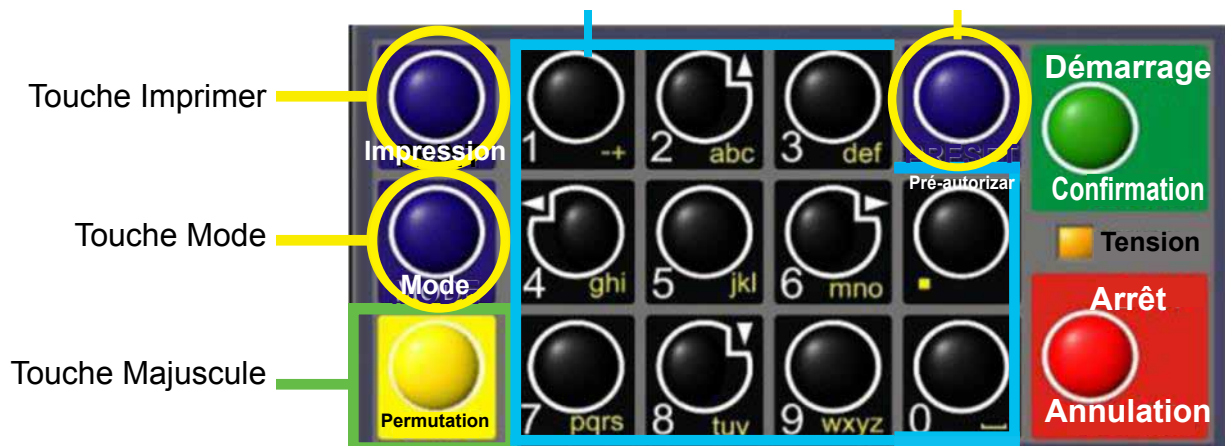 Touche Imprimer
Touche Mode
Touche Majuscule
Impression
1 -+
2 abc
3 def
PRESET
Pré-autorizar
Démarrage
Confirmation
Mode
4 ghi
5 jkl
6 mno
.
Tension
Permutation
7 pqrs
8 tuv
9 wxyz
0
Arrêt
Annulation